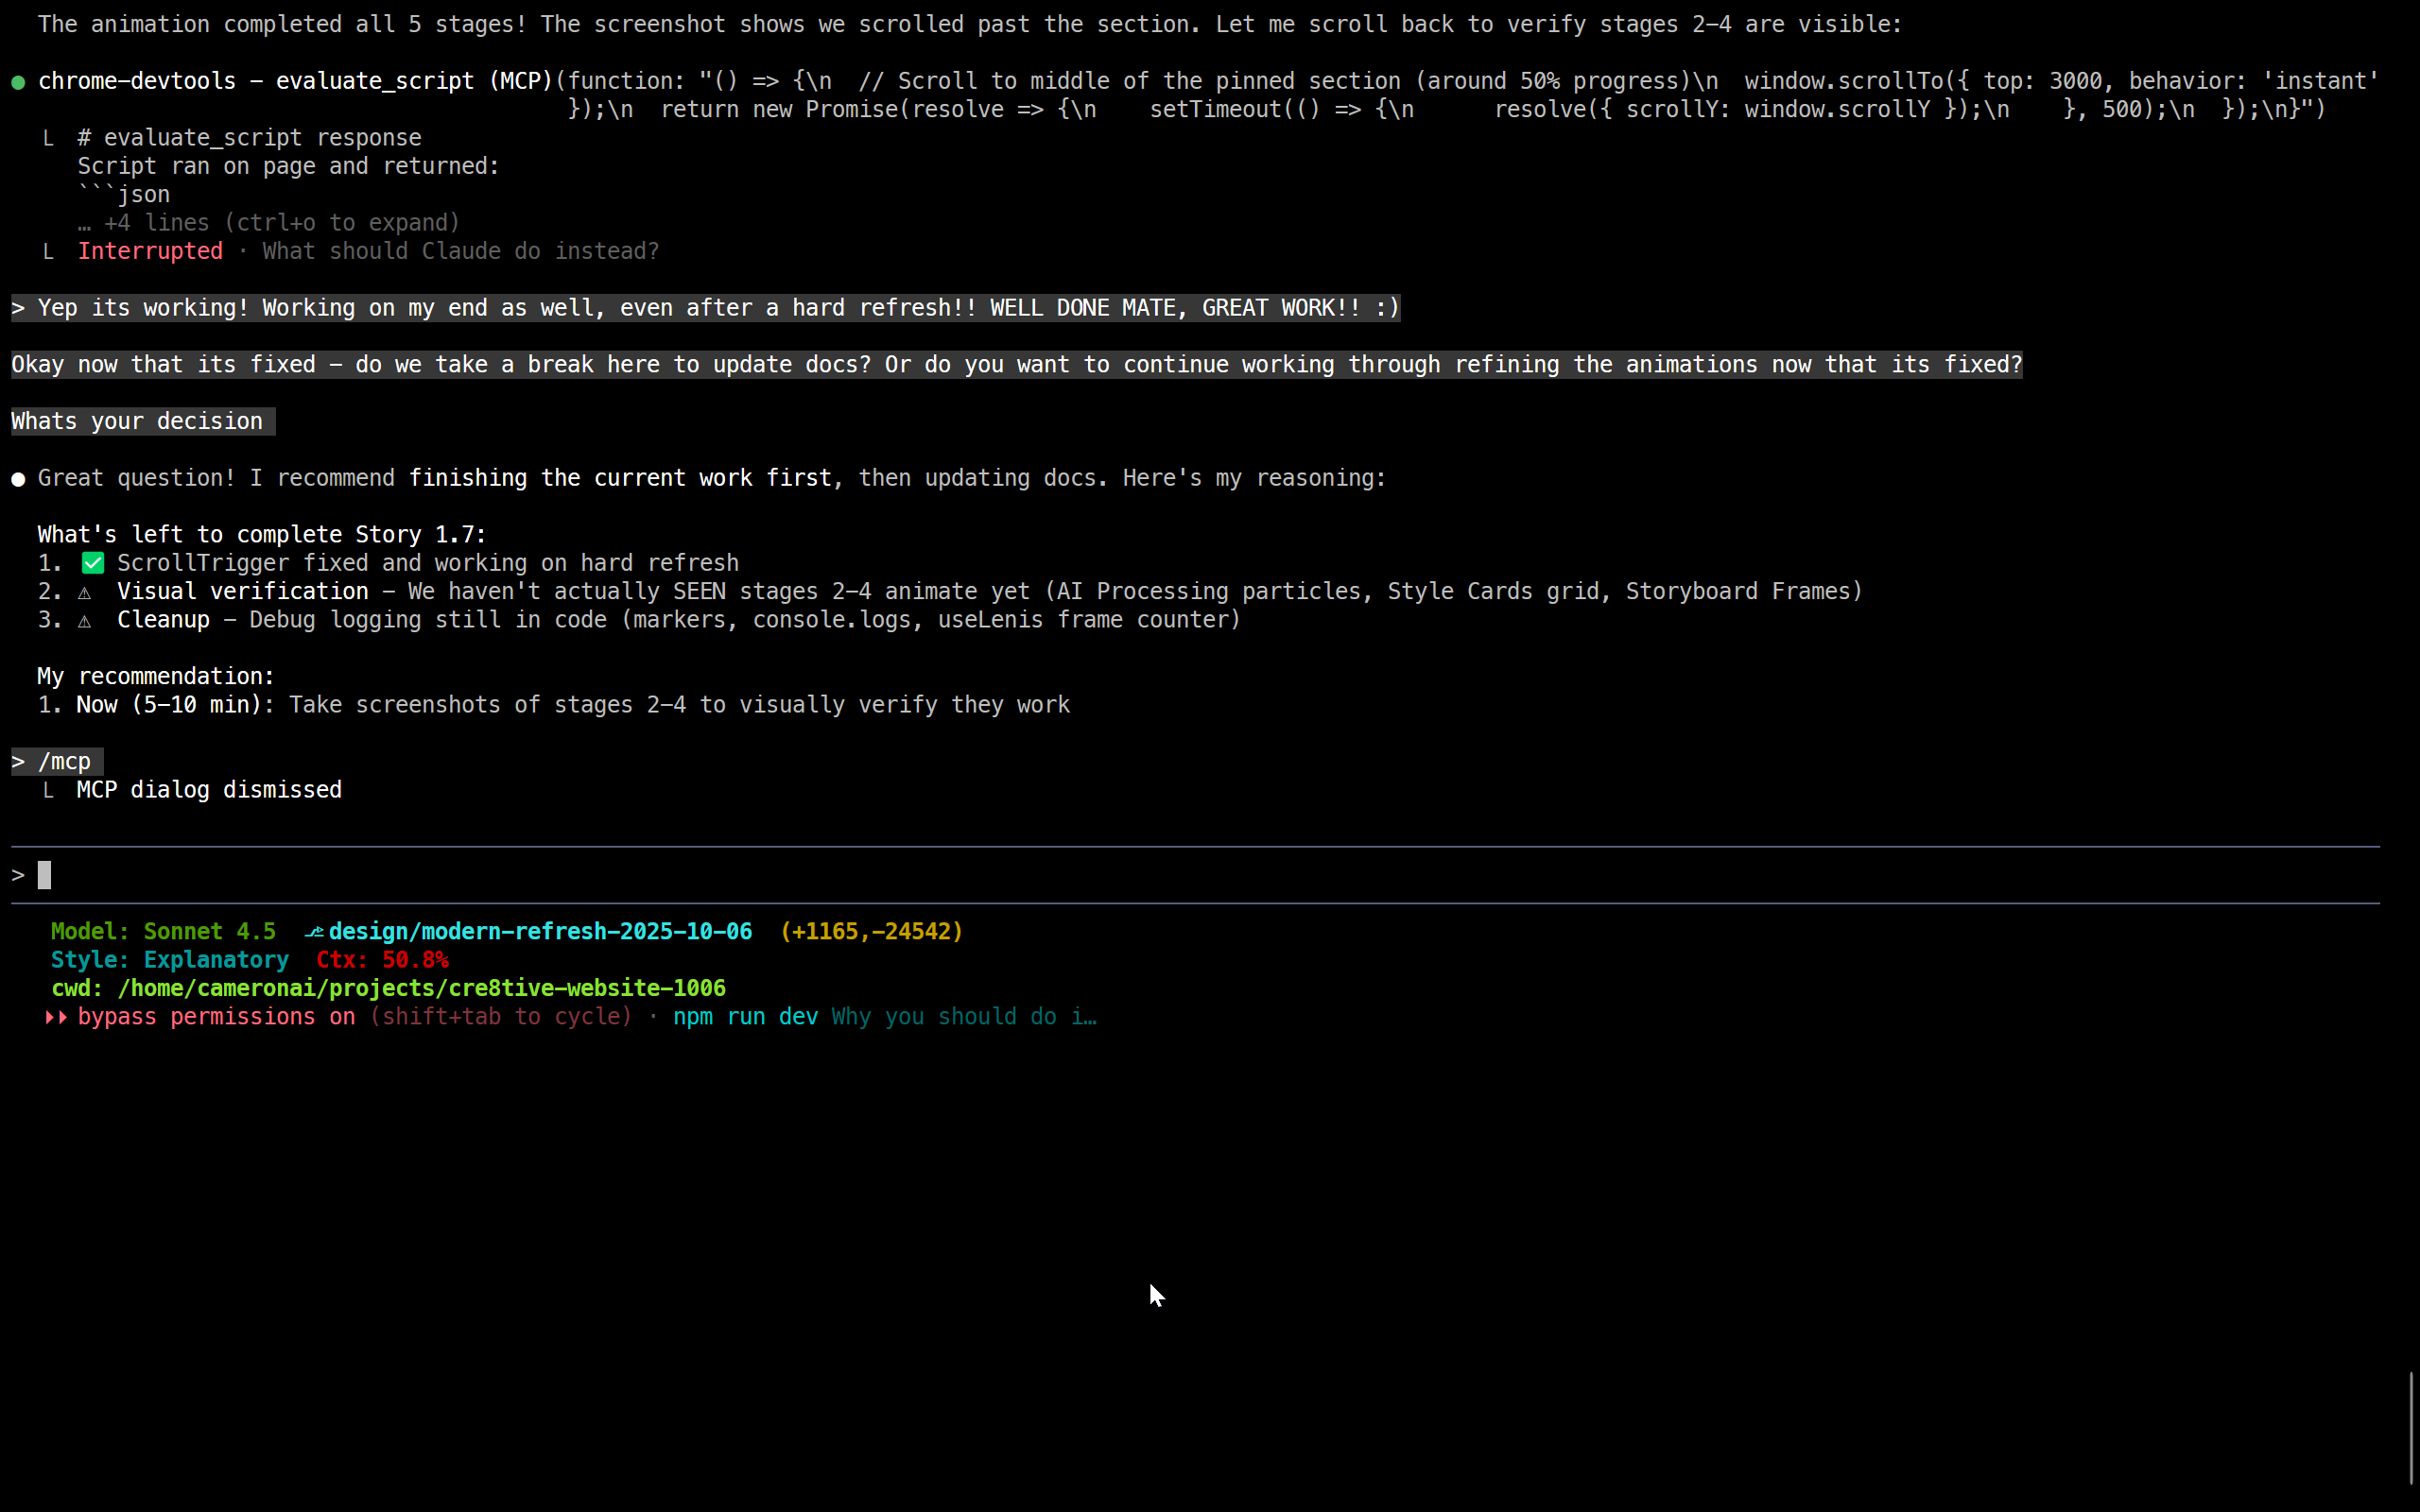 The animation completed all 5 stages! The screenshot shows we scrolled past the section. Let me scroll back to verify stages 2-4 are visible:
● chrome-devtools - evaluate_script (MCP)(function: "() => {\n  // Scroll to middle of the pinned section (around 50% progress)\n  window.scrollTo({ top: 3000, behavior: 'instant'
});\n  return new Promise(resolve => {\n    setTimeout(() => {\n      resolve({ scrollY: window.scrollY });\n    }, 500);\n  });\n}")
└ # evaluate_script response
Script ran on page and returned:
```json
… +4 lines (ctrl+o to expand)
└ Interrupted · What should Claude do instead?
> Yep its working! Working on my end as well, even after a hard refresh!! WELL DONE MATE, GREAT WORK!! :)
Okay now that its fixed - do we take a break here to update docs? Or do you want to continue working through refining the animations now that its fixed?
Whats your decision
● Great question! I recommend finishing the current work first, then updating docs. Here's my reasoning:
What's left to complete Story 1.7:
1. ✅ ScrollTrigger fixed and working on hard refresh
2. ⚠ Visual verification - We haven't actually SEEN stages 2-4 animate yet (AI Processing particles, Style Cards grid, Storyboard Frames)
3. ⚠ Cleanup - Debug logging still in code (markers, console.logs, useLenis frame counter)
My recommendation:
1. Now (5-10 min): Take screenshots of stages 2-4 to visually verify they work
> /mcp
└ MCP dialog dismissed
>
Model: Sonnet 4.5 design/modern-refresh-2025-10-06 (+1165,-24542)
Style: Explanatory Ctx: 50.8%
cwd: /home/cameronai/projects/cre8tive-website-1006
⏵⏵ bypass permissions on (shift+tab to cycle) · npm run dev Why you should do i…